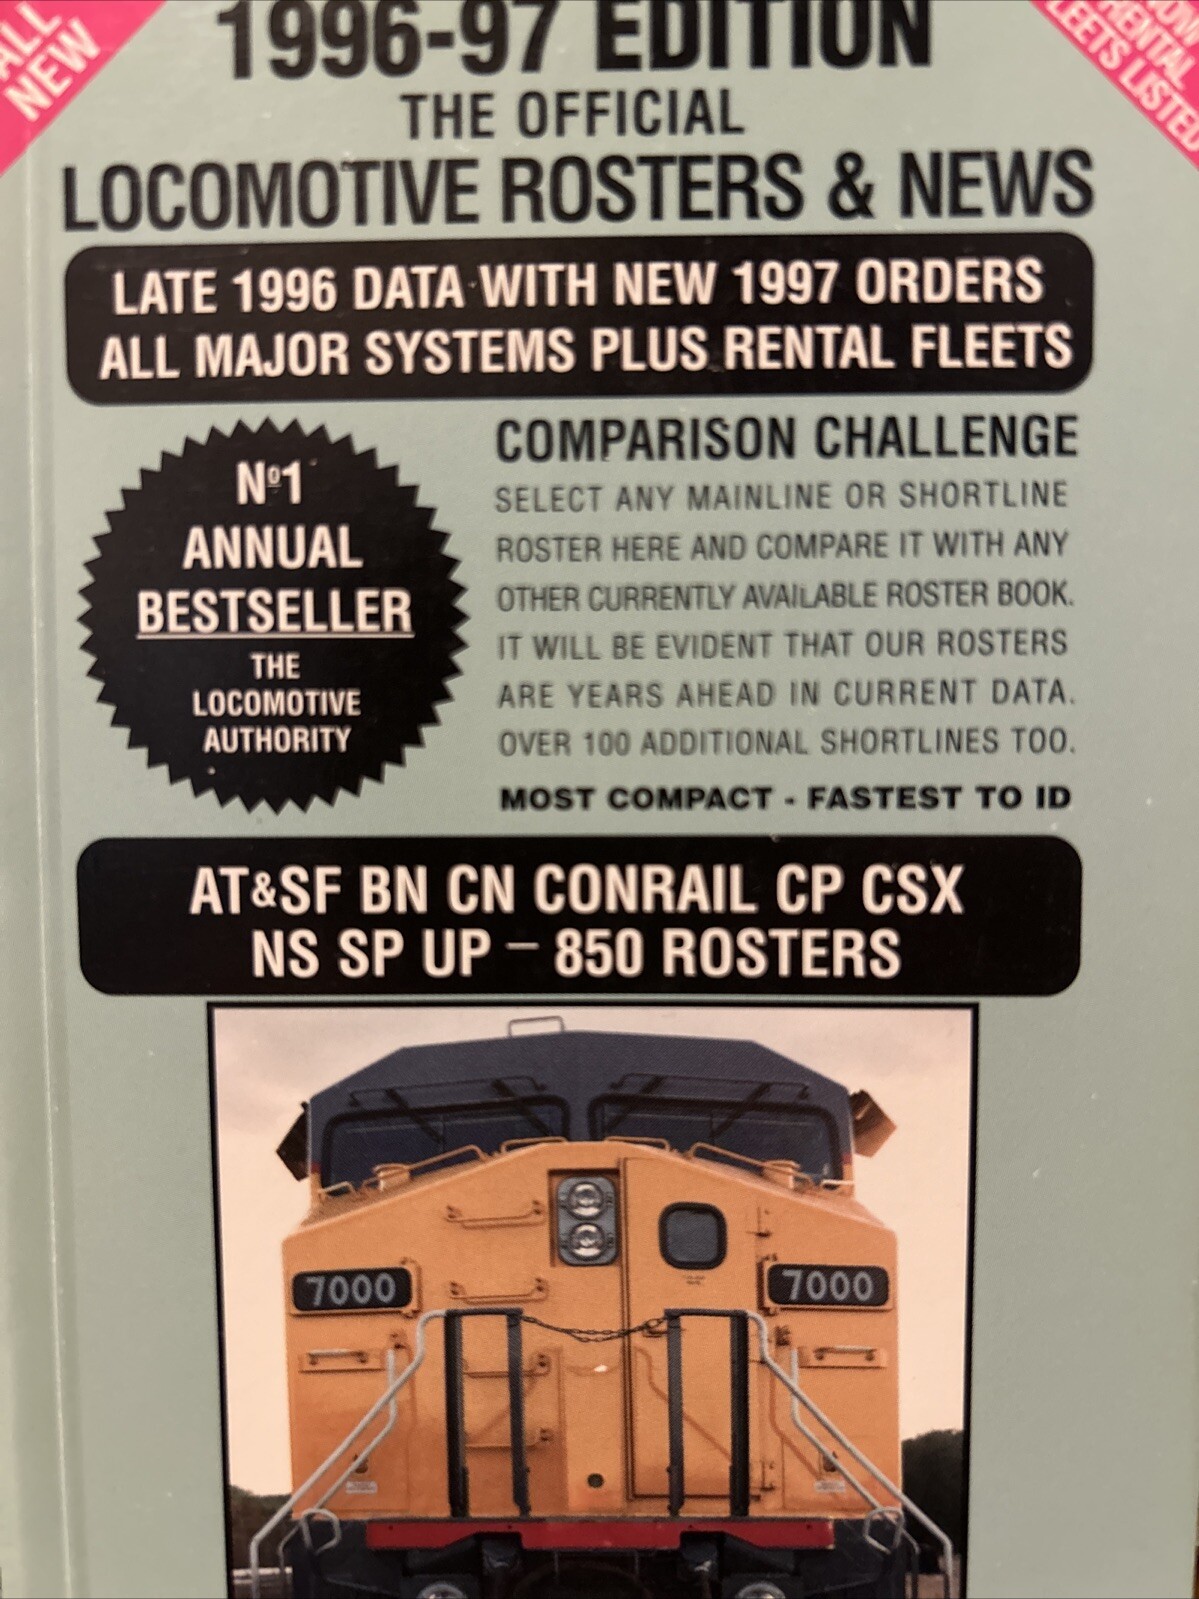 ALL
NEW
RENTAL
LISTED
1996-97 EDITION
THE OFFICIAL
LOCOMOTIVE ROSTERS & NEWS
LATE 1996 DATA WITH NEW 1997 ORDERS
ALL MAJOR SYSTEMS PLUS RENTAL FLEETS
Nº1
ANNUAL
BESTSELLER
THE
LOCOMOTIVE
AUTHORITY
COMPARISON CHALLENGE
SELECT ANY MAINLINE OR SHORTLINE
ROSTER HERE AND COMPARE IT WITH ANY
OTHER CURRENTLY AVAILABLE ROSTER BOOK.
IT WILL BE EVIDENT THAT OUR ROSTERS
ARE YEARS AHEAD IN CURRENT DATA.
OVER 100 ADDITIONAL SHORTLINES TOO.
MOST COMPACT - FASTEST TO ID
AT&SF BN CN CONRAIL CP CSX
NS SP UP – 850 ROSTERS
7000
7000